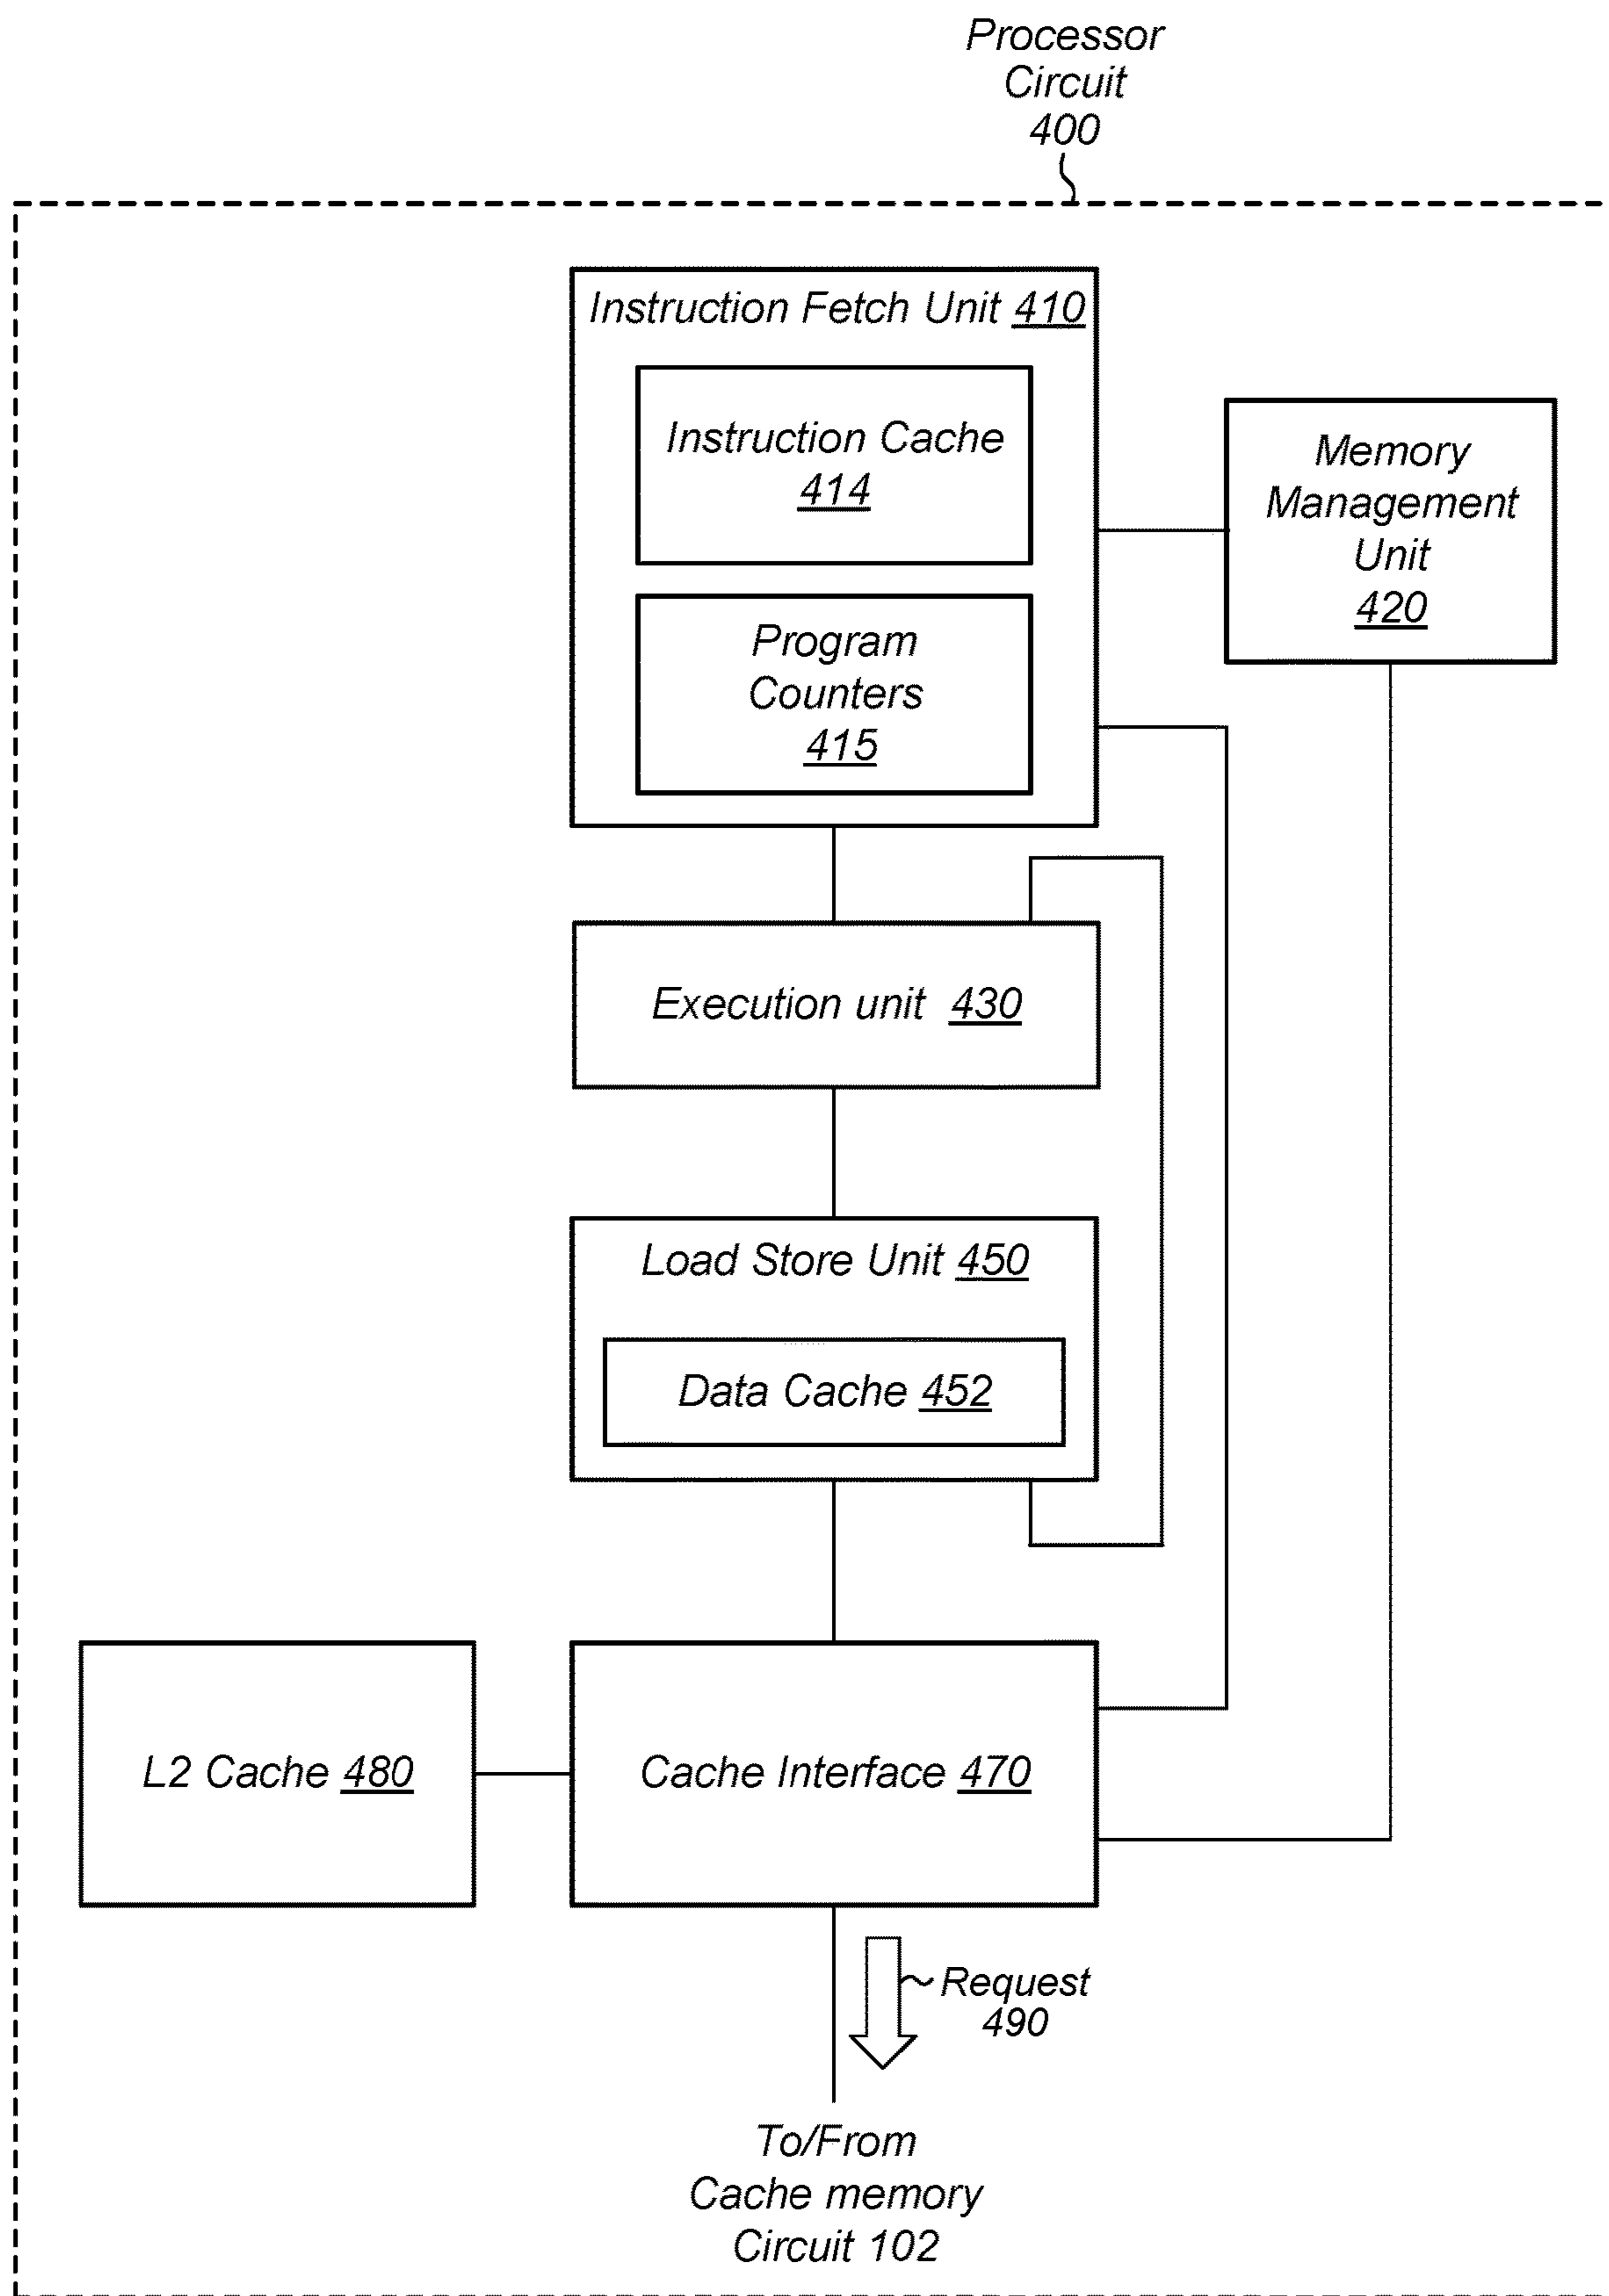 Processor
Circuit
400
Instruction Fetch Unit 410
Instruction Cache
414
Memory
Management
Unit
420
Program
Counters
415
Execution unit 430
Load Store Unit 450
Data Cache 452
L2 Cache 480
Cache Interface 470
Request
490
To/From
Cache memory
Circuit 102